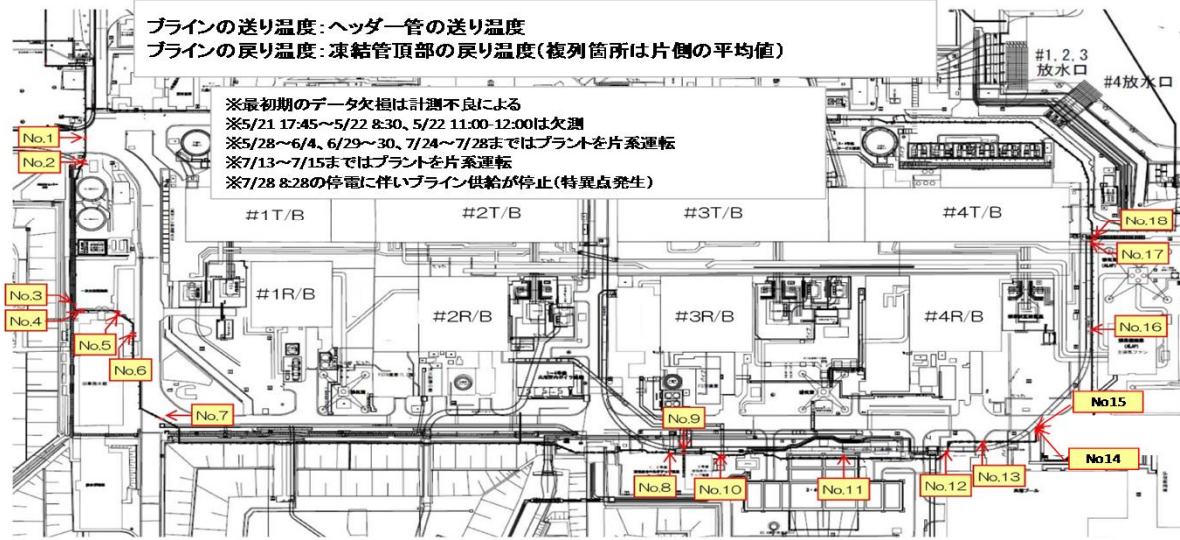 ブラインの送り温度：ヘッダー管の送り温度
ブラインの戻り温度：凍結管頂部の戻り温度(複列箇所は片側の平均値)
※最初期のデータ欠損は計測不良による
※5/21 17:45～5/22 8:30、5/22 11:00-12:00は欠測
※5/28～6/4、6/29～30、7/24～7/28まではプラントを片系運転
※7/13～7/15まではプラントを片系運転
※7/28 8:28の停電に伴いブライン供給が停止(特異点発生)
#1,2,3
放水口
#4放水口
No.1
No.2
#1T/B
#2T/B
#3T/B
#4T/B
No.18
No.17
No.3
No.4
#1R/B
#2R/B
#3R/B
#4R/B
No.5
No.6
No.16
No.7
No.9
No15
No.8
No.10
No.11
No.12
No.13
No14